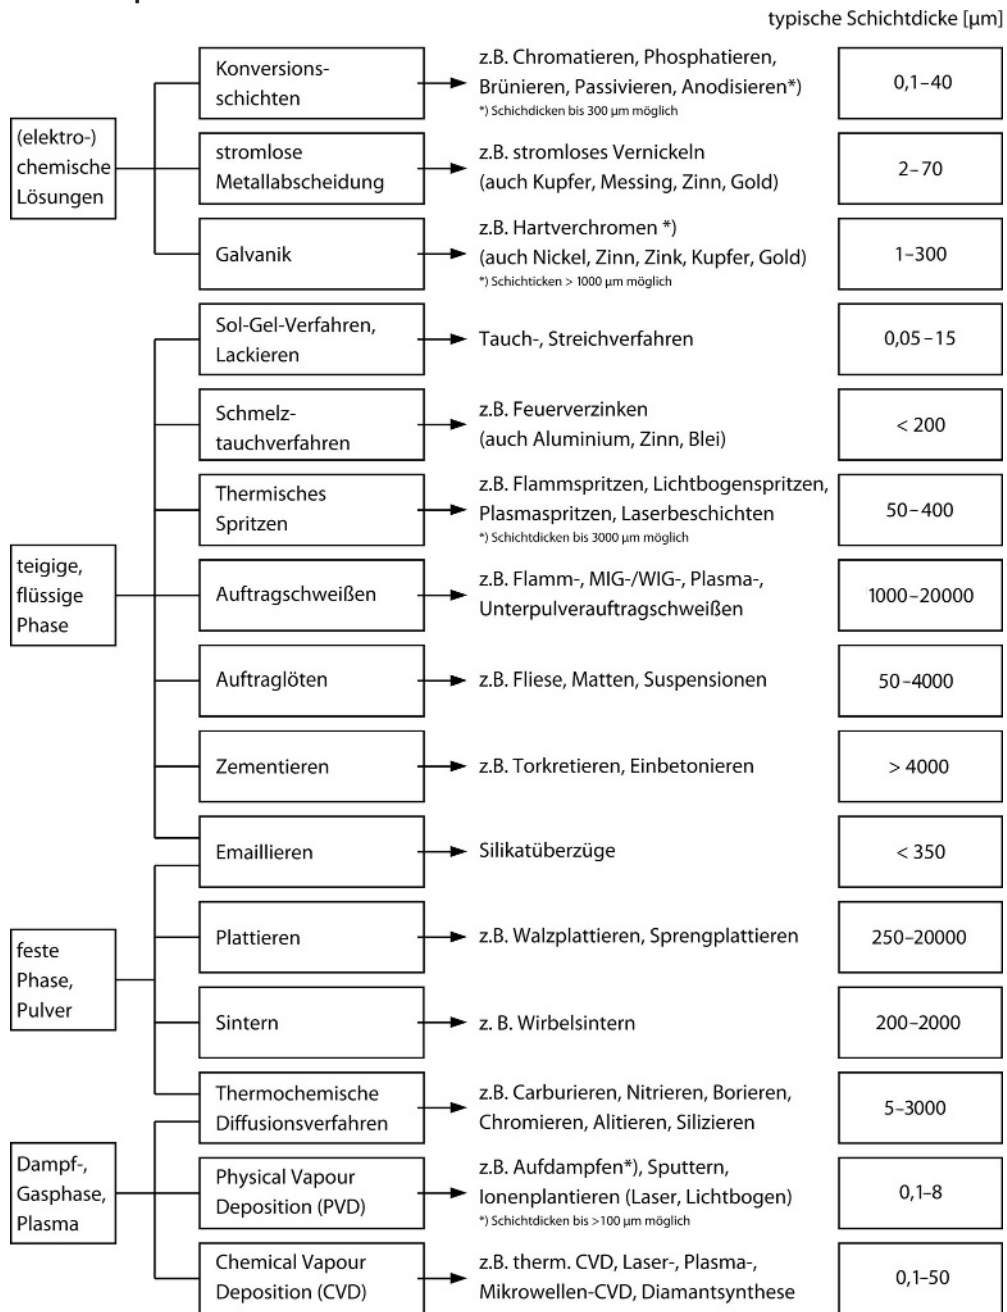 typische Schichtdicke [µm]
(elektro-)
chemische
Lösungen
Konversions-
schichten
z.B. Chromatieren, Phosphatieren,
Brünieren, Passivieren, Anodisieren*)
*) Schichdicken bis 300 µm möglich
0,1–40
stromlose
Metallabscheidung
z.B. stromloses Vernickeln
(auch Kupfer, Messing, Zinn, Gold)
2–70
Galvanik
z.B. Hartverchromen *)
(auch Nickel, Zinn, Zink, Kupfer, Gold)
*) Schichticken > 1000 µm möglich
1–300
teigige,
flüssige
Phase
Sol-Gel-Verfahren,
Lackieren
Tauch-, Streichverfahren
0,05–15
Schmelz-
tauchverfahren
z.B. Feuerverzinken
(auch Aluminium, Zinn, Blei)
< 200
Thermisches
Spritzen
z.B. Flammspritzen, Lichtbogenspritzen,
Plasmaspritzen, Laserbeschichten
*) Schichtdicken bis 3000 µm möglich
50–400
Auftragschweißen
z.B. Flamm-, MIG-/WIG-, Plasma-,
Unterpulverauftragschweißen
1000–20000
Auftraglöten
z.B. Fliese, Matten, Suspensionen
50–4000
Zementieren
z.B. Torkretieren, Einbetonieren
> 4000
Emaillieren
Silikatüberzüge
< 350
feste
Phase,
Pulver
Plattieren
z.B. Walzplattieren, Sprengplattieren
250–20000
Sintern
z. B. Wirbelsintern
200–2000
Thermochemische
Diffusionsverfahren
z.B. Carburieren, Nitrieren, Borieren,
Chromieren, Alitieren, Silizieren
5–3000
Dampf-,
Gasphase,
Plasma
Physical Vapour
Deposition (PVD)
z.B. Aufdampfen*), Sputtern,
Ionenplantieren (Laser, Lichtbogen)
*) Schichtdicken bis >100 µm möglich
0,1–8
Chemical Vapour
Deposition (CVD)
z.B. therm. CVD, Laser-, Plasma-,
Mikrowellen-CVD, Diamantsynthese
0,1–50